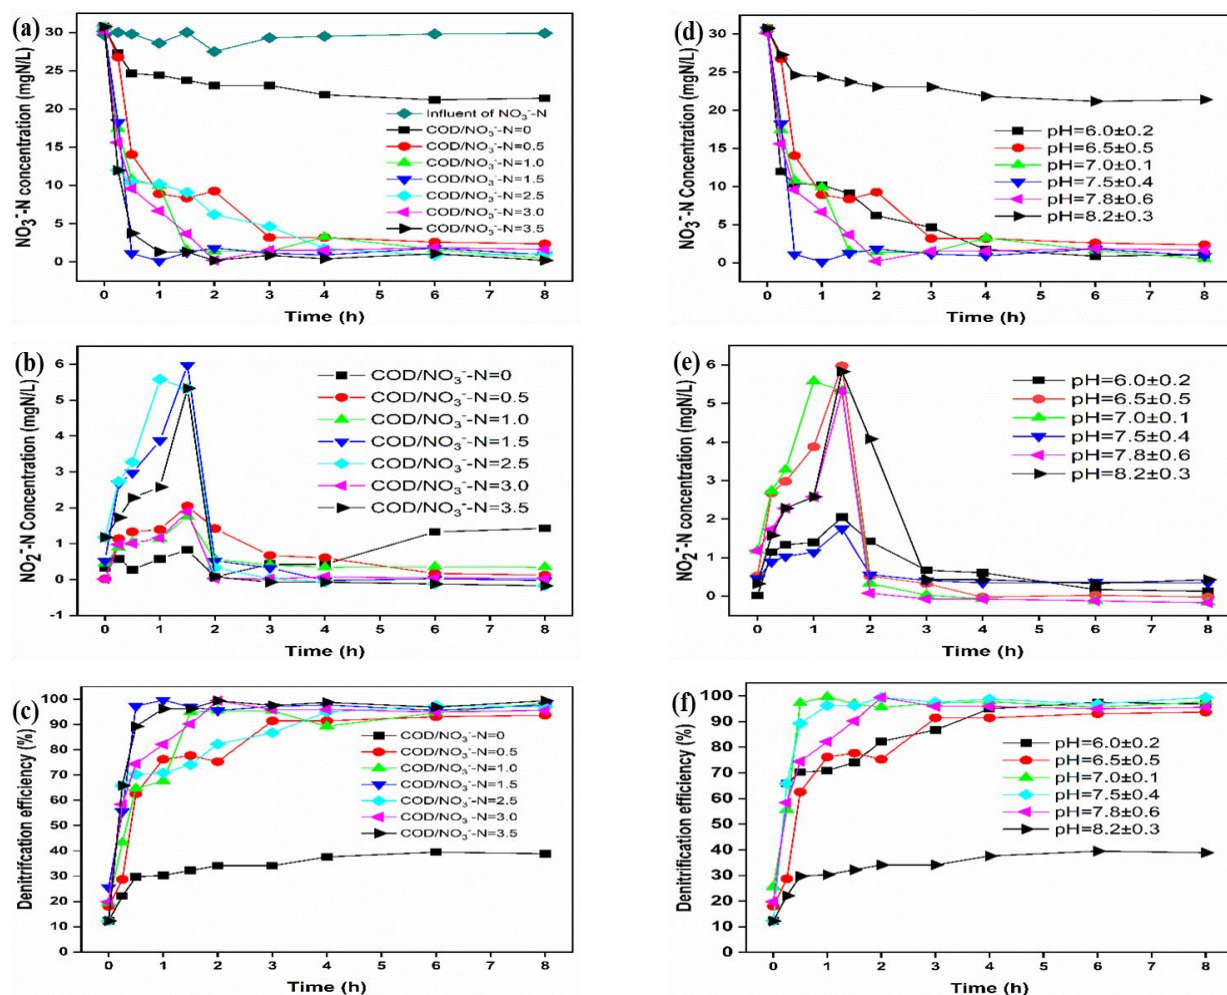 (a)
NO₃⁻-N concentration (mgN/L)
30
25
20
15
10
5
0
Influent of NO₃⁻-N
COD/NO₃⁻-N=0
COD/NO₃⁻-N=0.5
COD/NO₃⁻-N=1.0
COD/NO₃⁻-N=1.5
COD/NO₃⁻-N=2.5
COD/NO₃⁻-N=3.0
COD/NO₃⁻-N=3.5
0 1 2 3 4 5 6 7 8
Time (h)
(d)
NO₃⁻-N Concentration (mgN/L)
30
25
20
15
10
5
0
pH=6.0±0.2
pH=6.5±0.5
pH=7.0±0.1
pH=7.5±0.4
pH=7.8±0.6
pH=8.2±0.3
0 1 2 3 4 5 6 7 8
Time (h)
(b)
NO₂⁻-N Concentration (mgN/L)
6
5
4
3
2
1
0
-1
COD/NO₃⁻-N=0
COD/NO₃⁻-N=0.5
COD/NO₃⁻-N=1.0
COD/NO₃⁻-N=1.5
COD/NO₃⁻-N=2.5
COD/NO₃⁻-N=3.0
COD/NO₃⁻-N=3.5
0 1 2 3 4 5 6 7 8
Time (h)
(e)
NO₂⁻-N Concentration (mgN/L)
6
4
2
0
pH=6.0±0.2
pH=6.5±0.5
pH=7.0±0.1
pH=7.5±0.4
pH=7.8±0.6
pH=8.2±0.3
0 1 2 3 4 5 6 7 8
Time (h)
(c)
Denitrifcation efficiency (%)
100
90
80
70
60
50
40
30
20
10
0
COD/NO₃⁻-N=0
COD/NO₃⁻-N=0.5
COD/NO₃⁻-N=1.0
COD/NO₃⁻-N=1.5
COD/NO₃⁻-N=2.5
COD/NO₃⁻-N=3.0
COD/NO₃⁻-N=3.5
0 1 2 3 4 5 6 7 8
Time (h)
(f)
Denitrification efficiency (%)
100
90
80
70
60
50
40
30
20
10
0
pH=6.0±0.2
pH=6.5±0.5
pH=7.0±0.1
pH=7.5±0.4
pH=7.8±0.6
pH=8.2±0.3
0 1 2 3 4 5 6 7 8
Time (h)